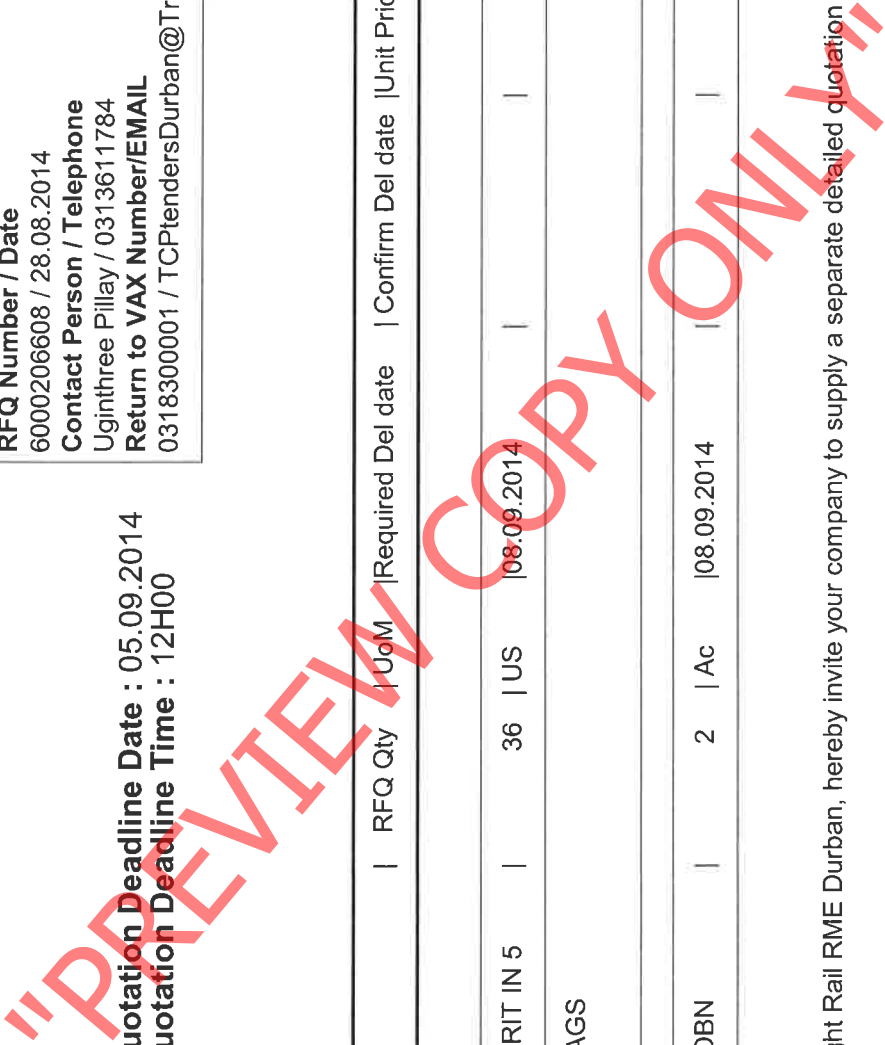 RFQ Number / Date
6000206608 / 28.08.2014
Contact Person / Telephone
Uginthree Pillay / 0313611784
Return to VAX Number/EMAIL
0318300001 / TCPtendersDurban@Tr
uotation Deadline Date : 05.09.2014
uotation Deadline Time : 12H00
| RFQ Qty | UoM |Required Del date | Confirm Del date |Unit Pric
RIT IN 5 | 36 | US |08.09.2014 | |
AGS
DBN | 2 | Ac |08.09.2014 | |
ht Rail RME Durban, hereby invite your company to supply a separate detailed quotation
"PREVIEW COPY ONLY"